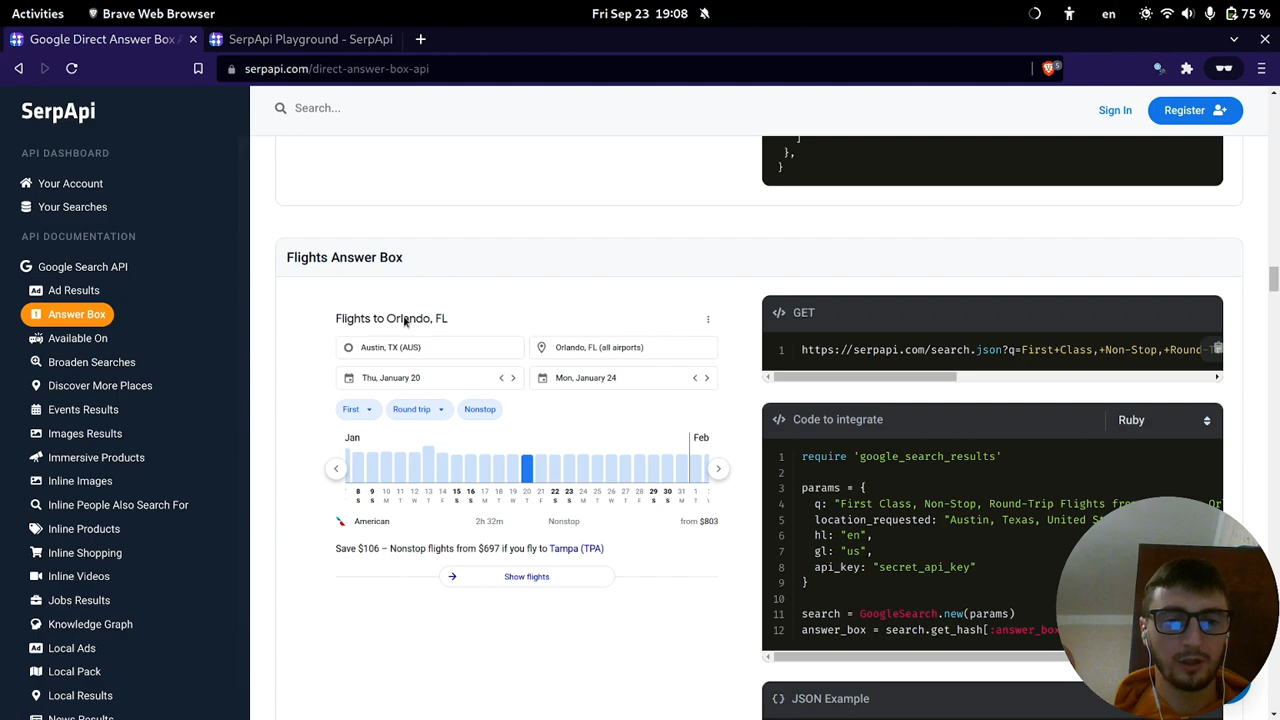 Activities
Brave Web Browser
Fri Sep 23 19:08
en
75 %
Google Direct Answer Box A
SerpApi Playground - SerpApi
serpapi.com/direct-answer-box-api
5
SerpApi
Search...
Sign In
Register
API DASHBOARD
Your Account
Your Searches
API DOCUMENTATION
Google Search API
Ad Results
Answer Box
Available On
Broaden Searches
Discover More Places
Events Results
Images Results
Immersive Products
Inline Images
Inline People Also Search For
Inline Products
Inline Shopping
Inline Videos
Jobs Results
Knowledge Graph
Local Ads
Local Pack
Local Results
News Results
]
},
}
Flights Answer Box
Flights to Orlando, FL
Austin, TX (AUS)
Orlando, FL (all airports)
Thu, January 20
Mon, January 24
First
Round trip
Nonstop
Jan
Feb
8 9 10 11 12 13 14 15 16 17 18 19 20 21 22 23 24 25 26 27 28 29 30 31 1
S S M T W T F S S M T W T F S S M T W T F S S M T
American 2h 32m Nonstop from $803
Save $106 – Nonstop flights from $697 if you fly to Tampa (TPA)
Show flights
</> GET
1 https://serpapi.com/search.json?q=First+Class,+Non-Stop,+Round-T
</> Code to integrate
Ruby
1 require 'google_search_results'
2
3 params = {
4 q: "First Class, Non-Stop, Round-Trip Flights from
5 location_requested: "Austin, Texas, United S
6 hl: "en",
7 gl: "us",
8 api_key: "secret_api_key"
9 }
10
11 search = GoogleSearch.new(params)
12 answer_box = search.get_hash[:answer_box
{} JSON Example